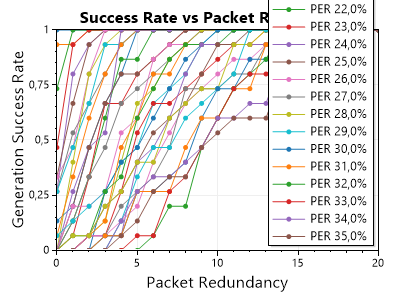 Success Rate vs Packet R
PER 22,0%
PER 23,0%
PER 24,0%
PER 25,0%
PER 26,0%
PER 27,0%
PER 28,0%
PER 29,0%
PER 30,0%
PER 31,0%
PER 32,0%
PER 33,0%
PER 34,0%
PER 35,0%
Generation Success Rate
1
0,75
0,5
0,25
0
0 5 10 15 20
Packet Redundancy